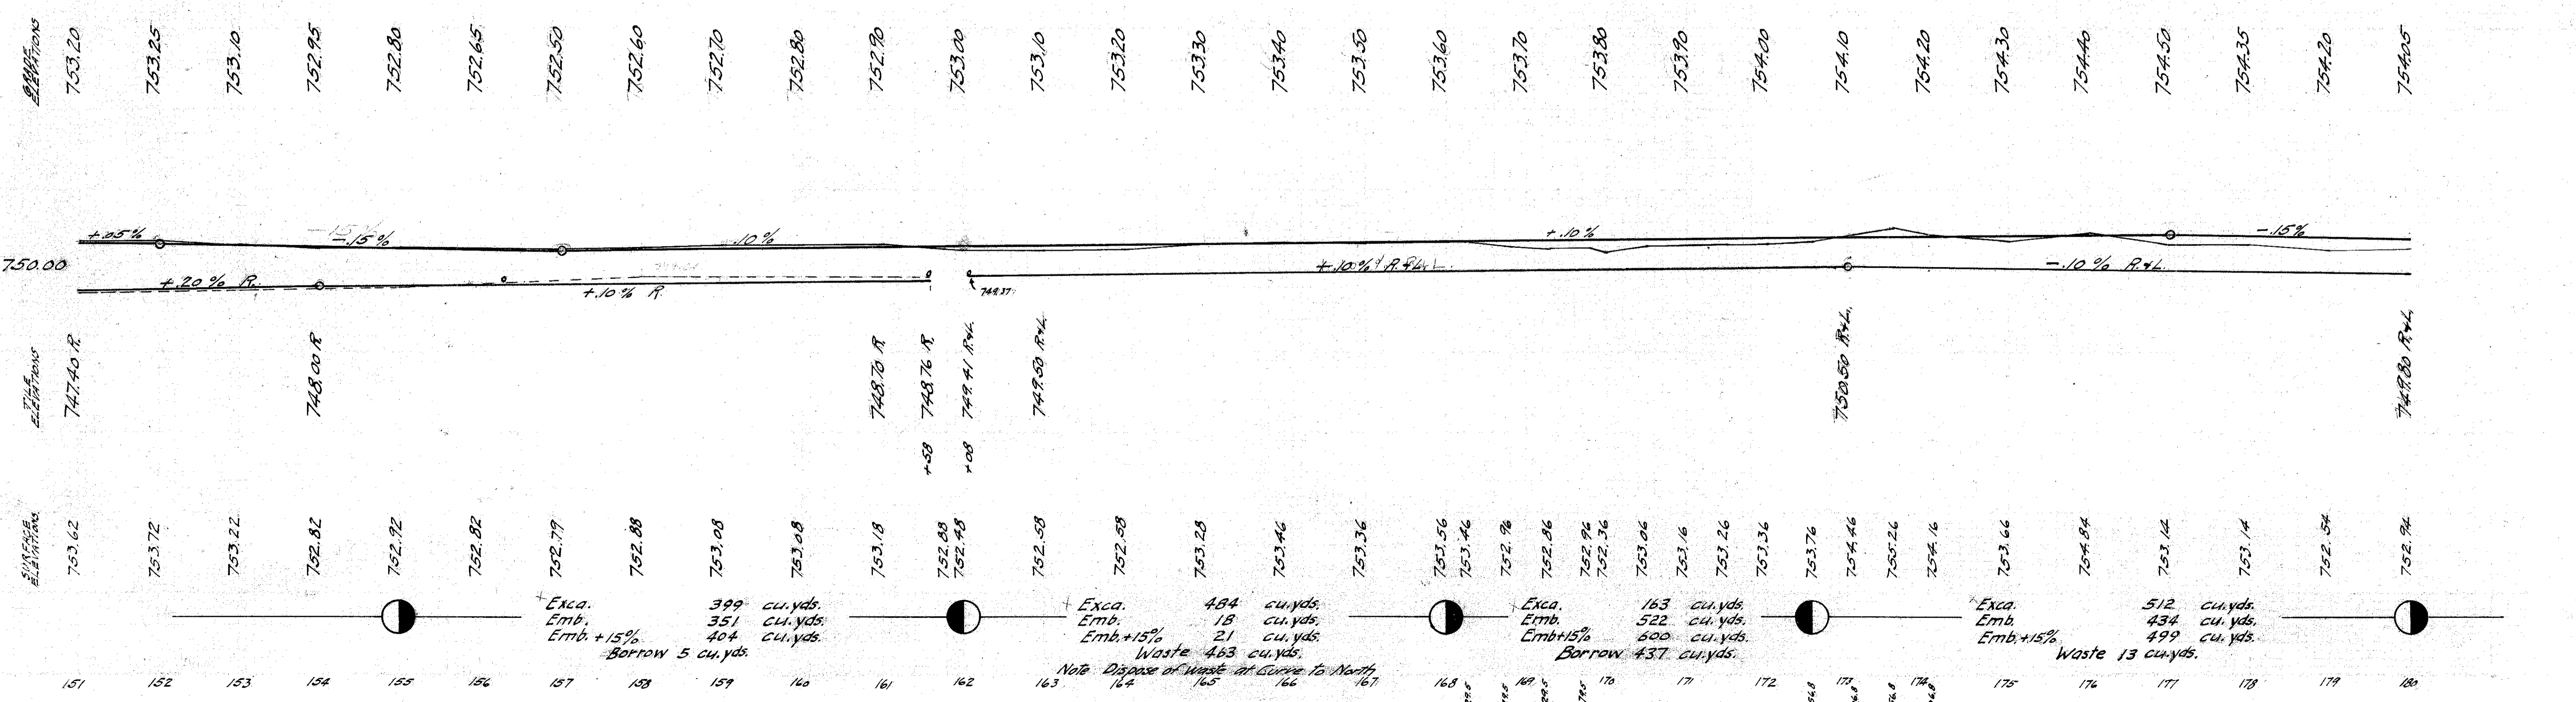 GRADE ELEVATIONS
753.20 753.25 753.10 752.95 752.80 752.65 752.50 752.60 752.70 752.80 752.90 753.00 753.10 753.20 753.30 753.40 753.50 753.60 753.70 753.80 753.90 754.00 754.10 754.20 754.30 754.40 754.50 754.35 754.20 754.05
+.05% -.15% .10% +.10% -.15%
750.00
+.20% R. +.10% R. 749.37 +.10% R.&L. -.10% R.&L.
TILE ELEVATIONS
747.40 R. 748.00 R 748.70 R 748.76 R 749.41 R.&L. 749.50 R.&L. 750.50 R.&L. 749.80 R.&L.
+58 +08
SURFACE ELEVATIONS
753.62 753.72 753.22 752.82 752.92 752.82 752.79 752.88 753.08 753.08 753.18 752.88 752.48 752.58 752.58 753.28 753.46 753.36 753.56 753.46 752.96 752.86 752.96 752.36 753.06 753.16 753.26 753.36 753.76 754.46 755.26 754.16 753.66 754.84 753.14 753.14 752.54 752.94
Exca. 399 cu.yds.
Emb. 351 cu.yds.
Emb.+15% 404 cu.yds.
Borrow 5 cu.yds.
Exca. 484 cu.yds.
Emb. 18 cu.yds.
Emb.+15% 21 cu.yds.
Waste 463 cu.yds.
Note Dispose of waste at Curve to North
Exca. 163 cu.yds.
Emb. 522 cu.yds.
Emb+15% 600 cu.yds.
Borrow 437 cu.yds.
Exca. 512 cu.yds.
Emb. 434 cu.yds.
Emb.+15% 499 cu.yds.
Waste 13 cu.yds.
151 152 153 154 155 156 157 158 159 160 161 162 163 164 165 166 167 168 169 170 171 172 173 174 175 176 177 178 179 180